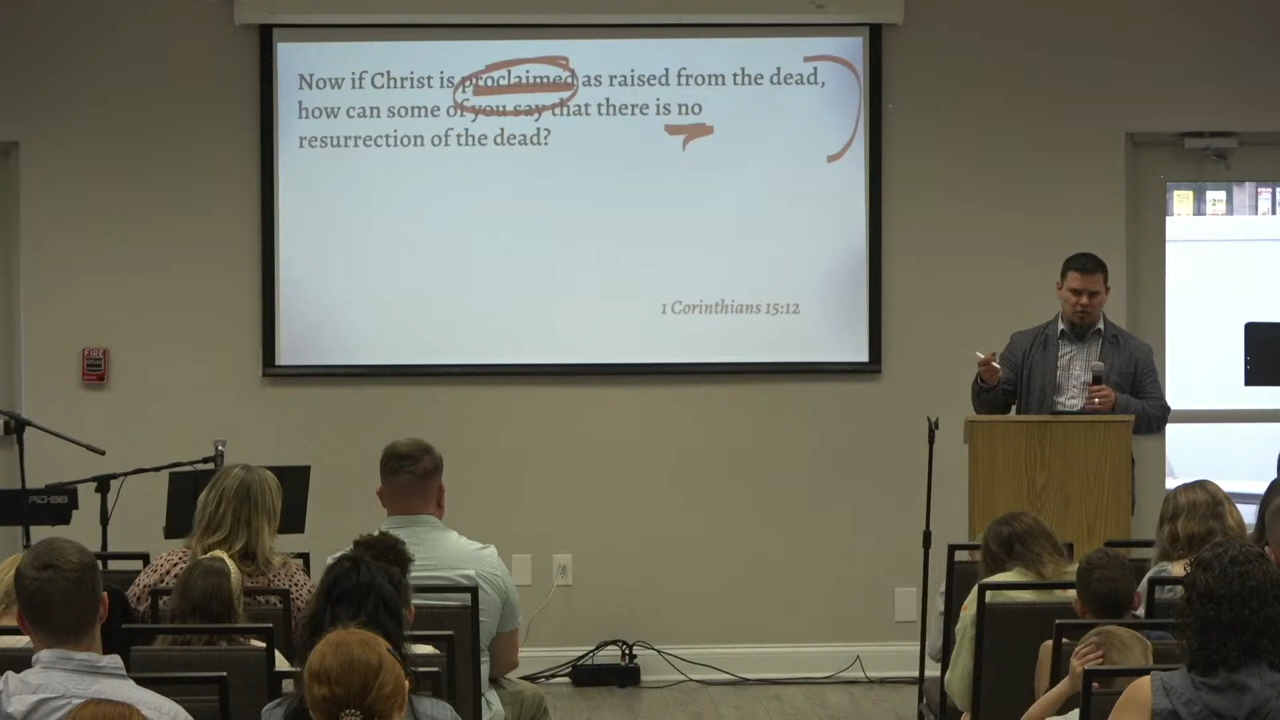 Now if Christ is proclaimed as raised from the dead,
how can some of you say that there is no
resurrection of the dead?
1 Corinthians 15:12
FIRE